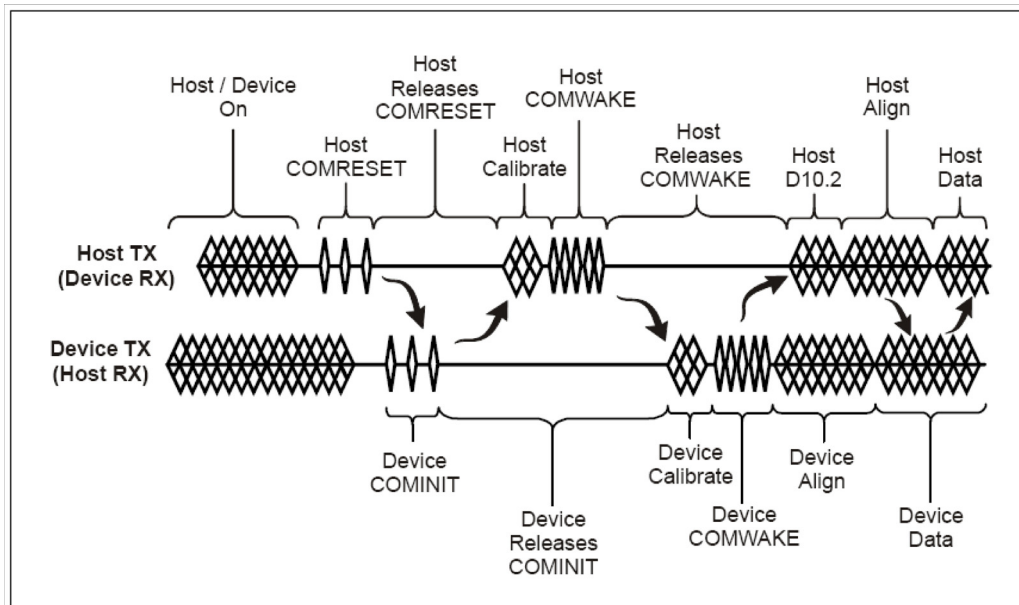 Host / Device
On
Host
COMRESET
Host
Releases
COMRESET
Host
Calibrate
Host
COMWAKE
Host
Releases
COMWAKE
Host
D10.2
Host
Align
Host
Data
Host TX
(Device RX)
Device TX
(Host RX)
Device
COMINIT
Device
Releases
COMINIT
Device
Calibrate
Device
COMWAKE
Device
Align
Device
Data